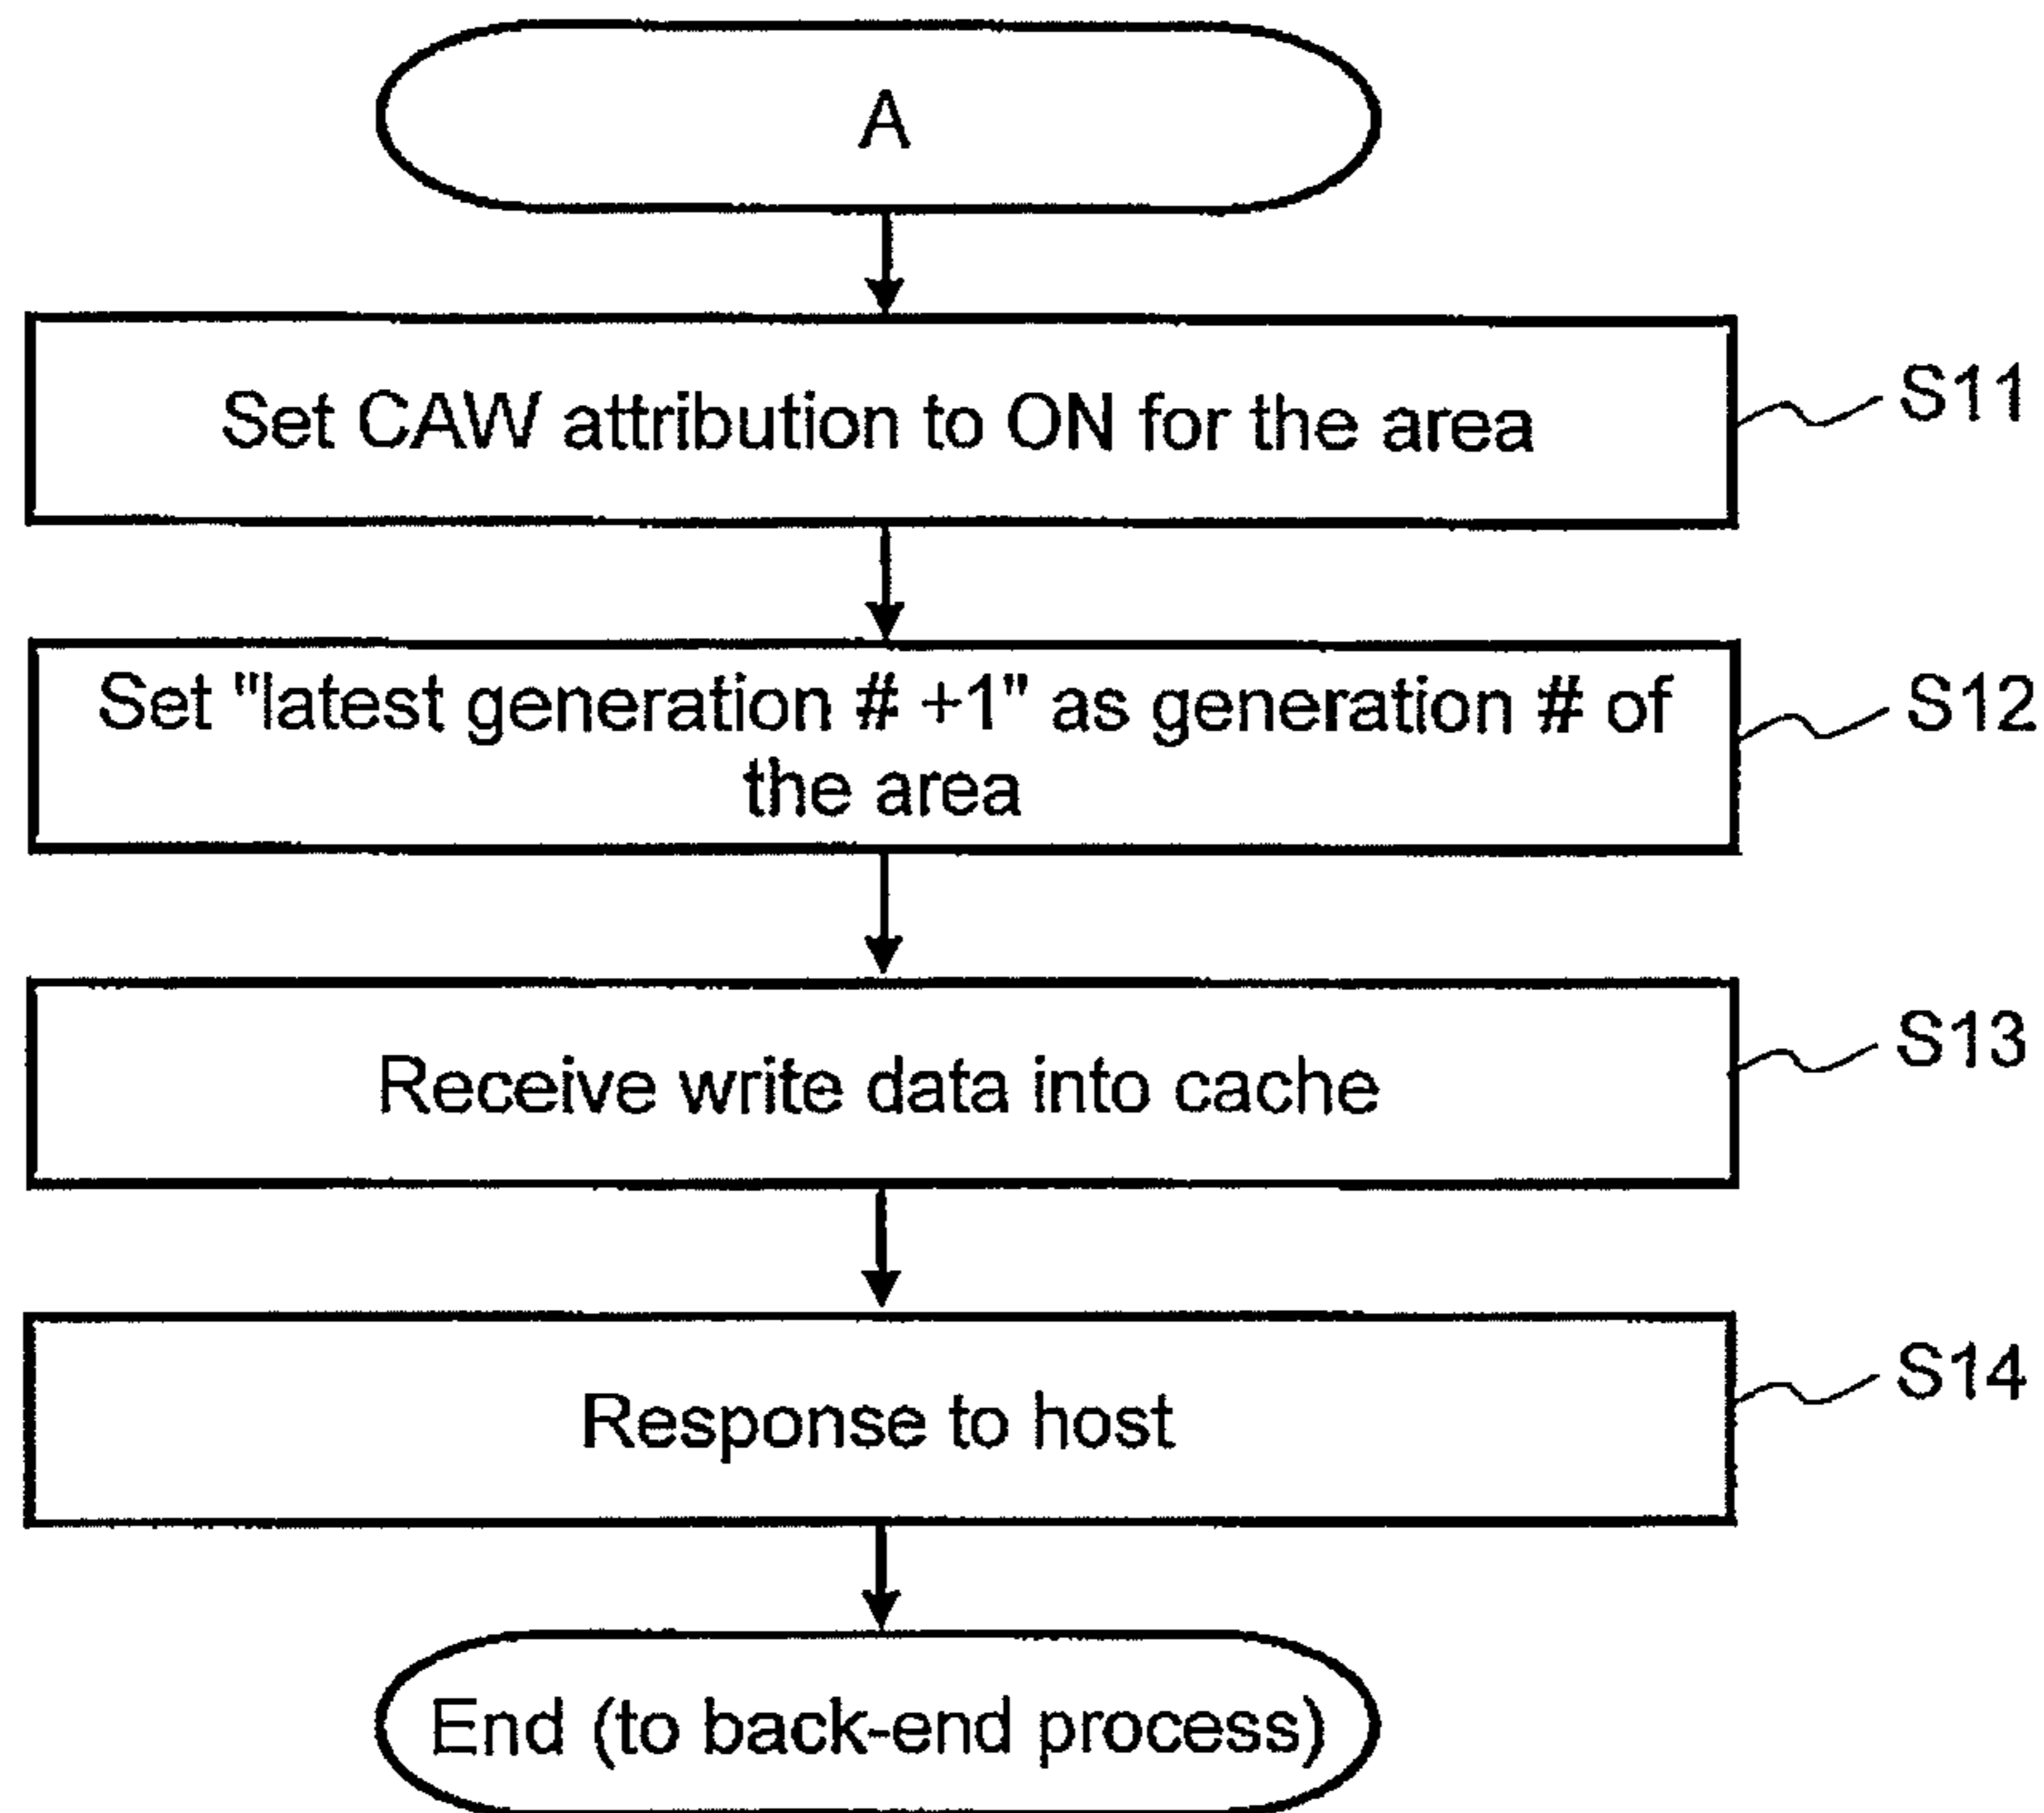 A
Set CAW attribution to ON for the area
S11
Set "latest generation # +1" as generation # of
the area
S12
Receive write data into cache
S13
Response to host
S14
End (to back-end process)